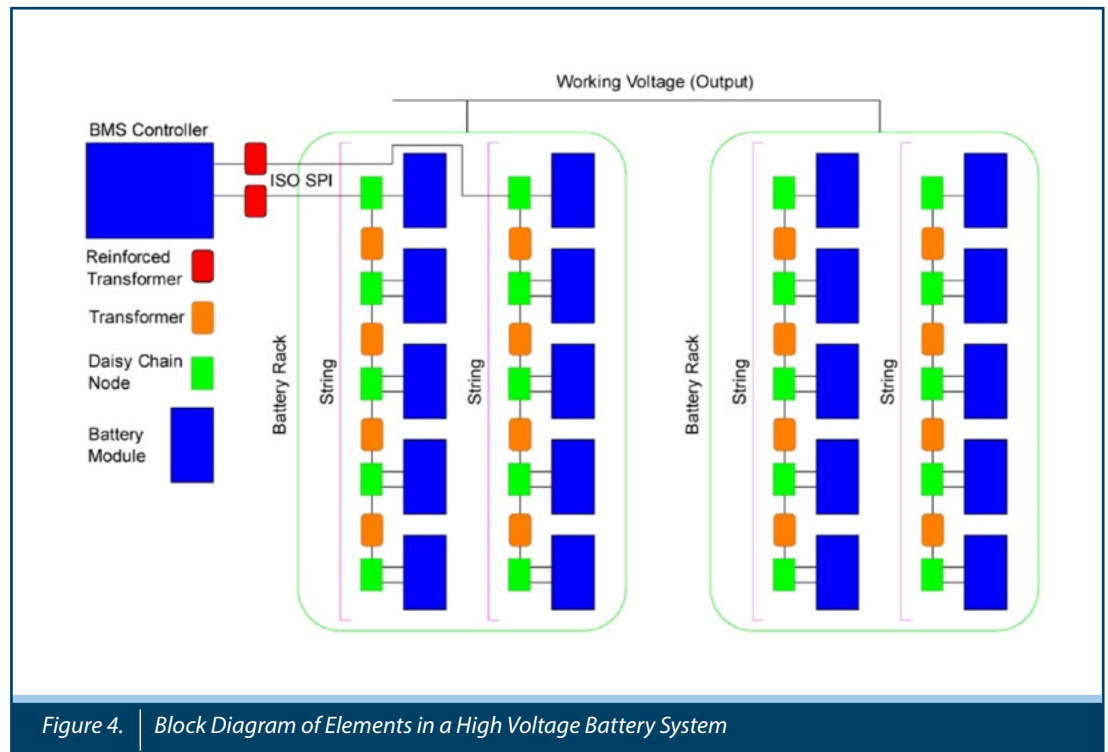 Working Voltage (Output)
BMS Controller
ISO SPI
Reinforced
Transformer
Transformer
Daisy Chain
Node
Battery
Module
Battery Rack
String
String
Battery Rack
String
String
Figure 4. Block Diagram of Elements in a High Voltage Battery System